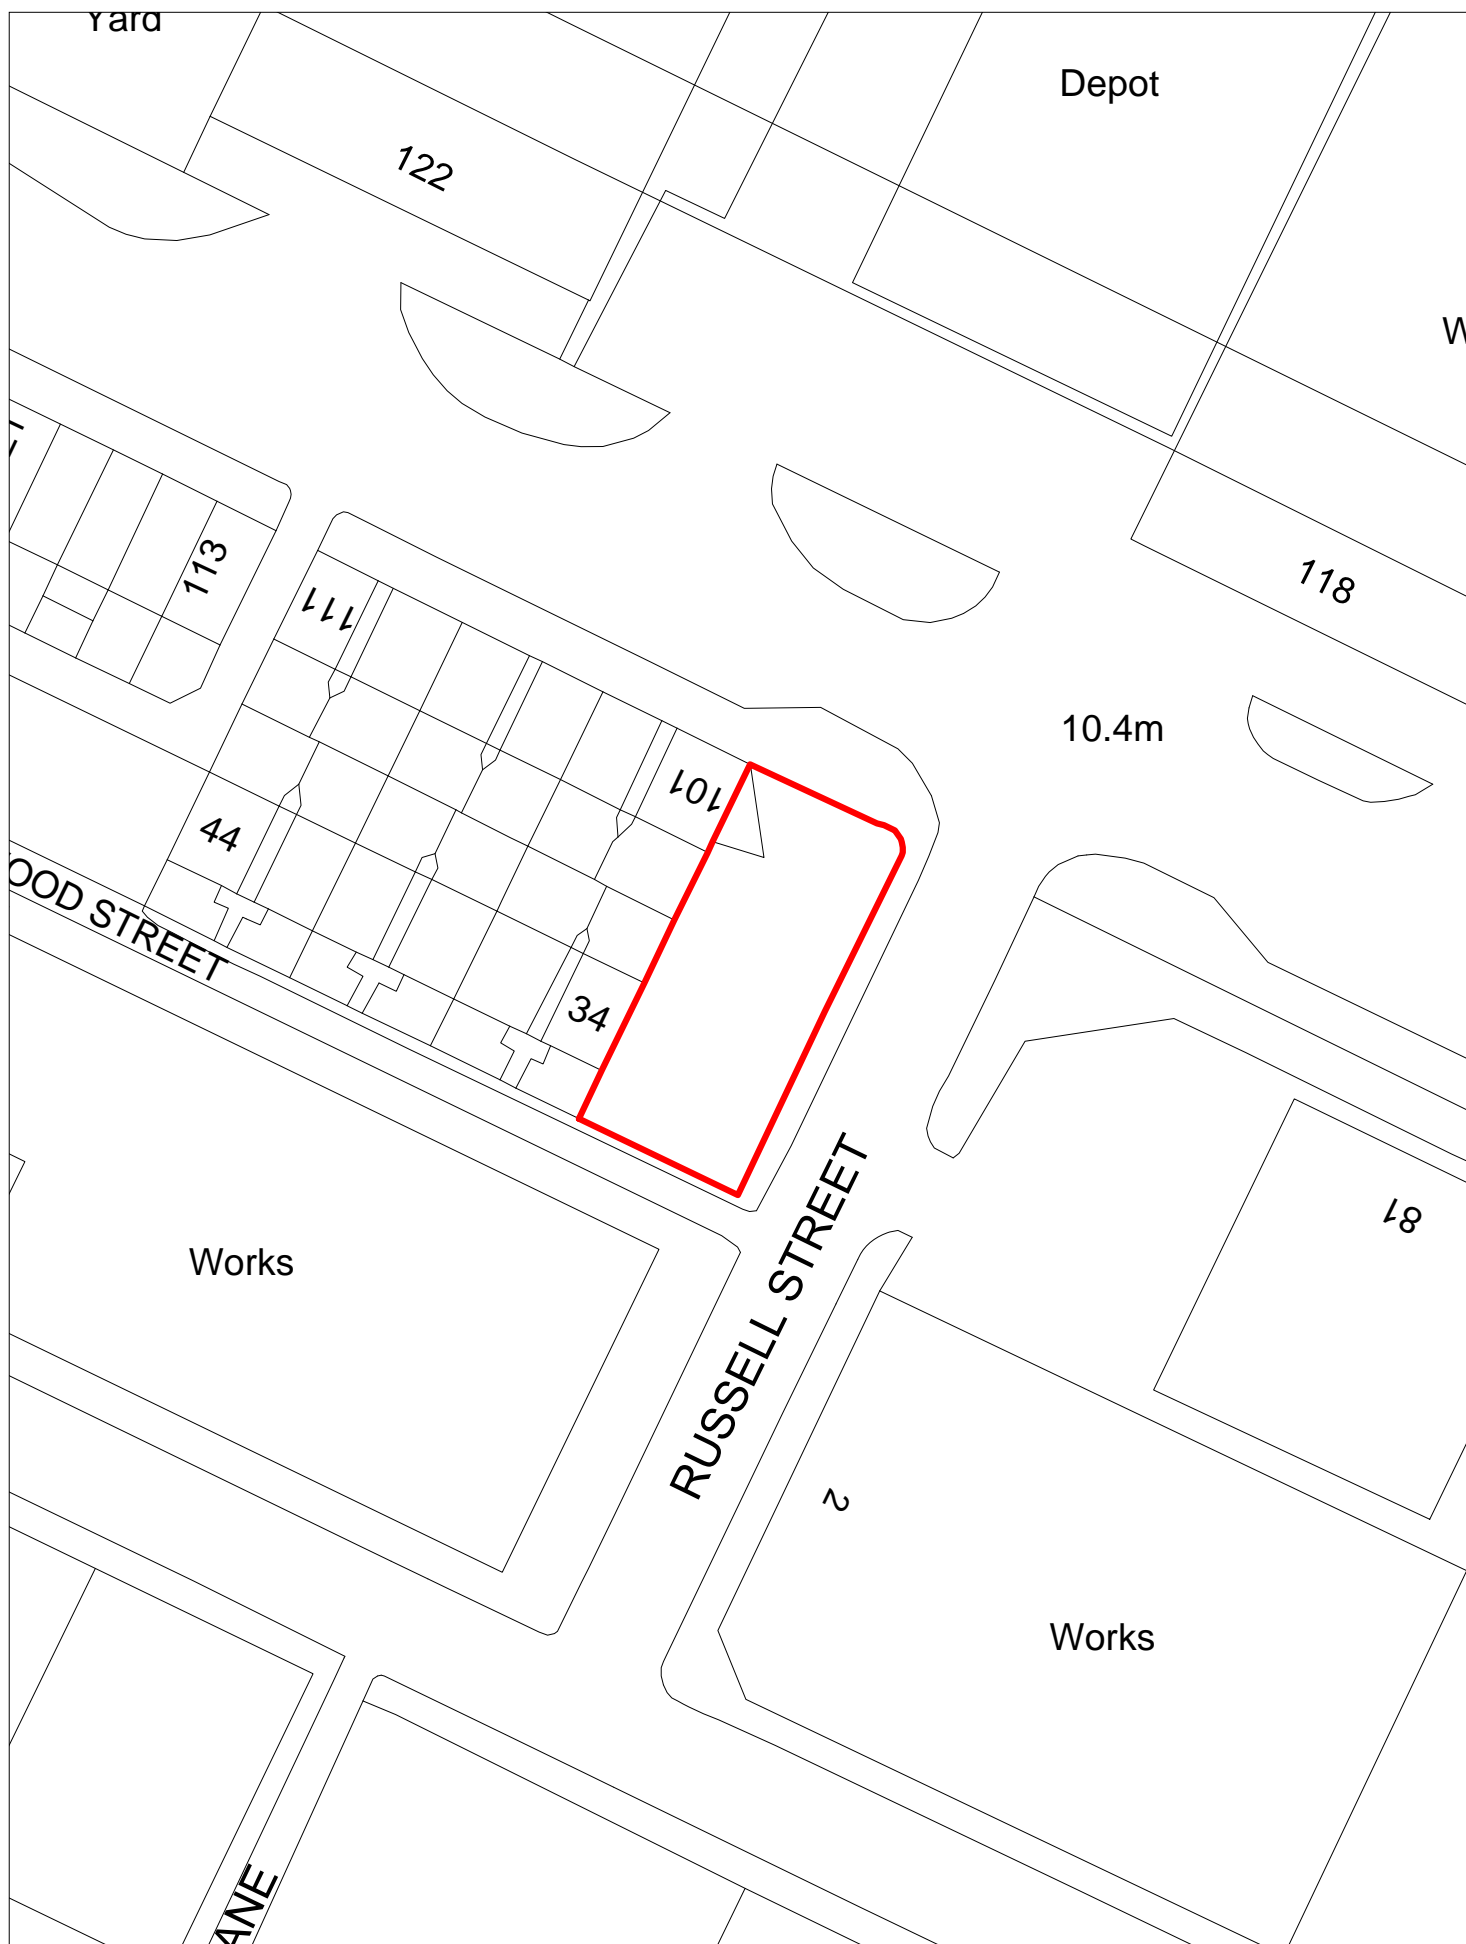 Yard
Depot
122
W
113
118
111
10.4m
101
44
OOD STREET
34
81
RUSSELL STREET
Works
2
Works
ANE